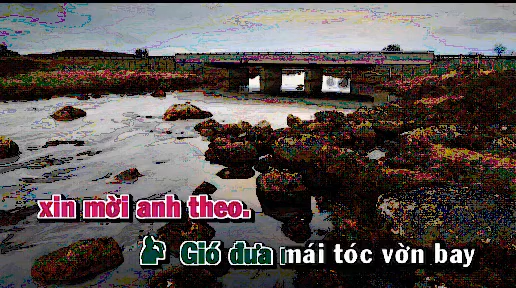 xin mời anh theo.
Gió đưa mái tóc vờn bay